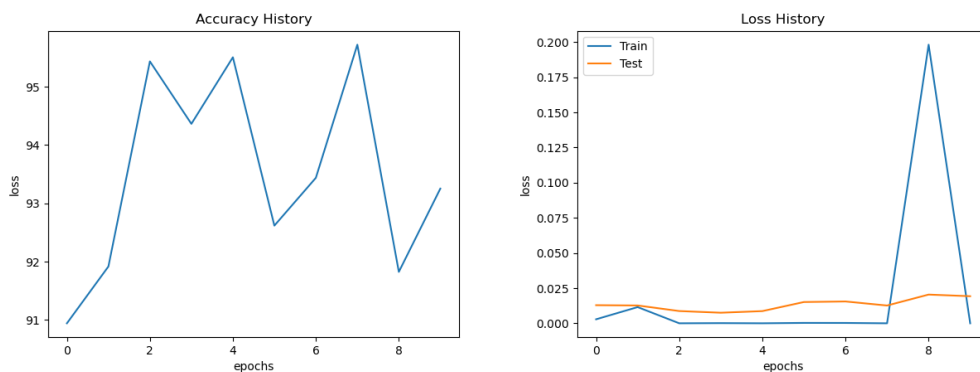 Accuracy History
95
94
93
92
91
loss
0 2 4 6 8
epochs
Loss History
Train
Test
0.200
0.175
0.150
0.125
0.100
0.075
0.050
0.025
0.000
loss
0 2 4 6 8
epochs